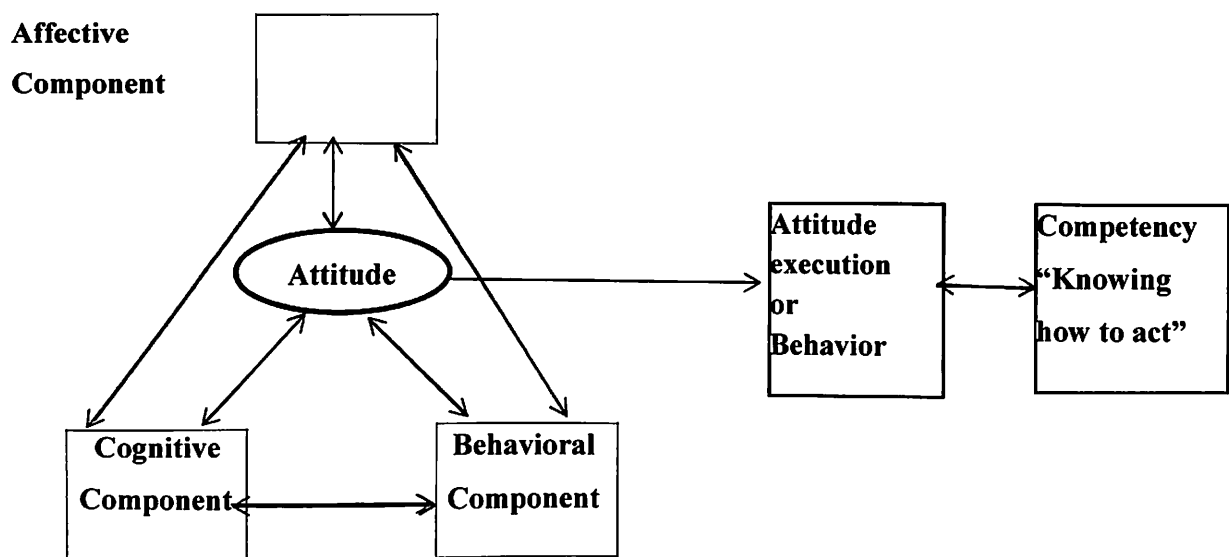 Affective
Component
Attitude
Attitude
execution
or
Behavior
Competency
“Knowing
how to act”
Cognitive
Component
Behavioral
Component